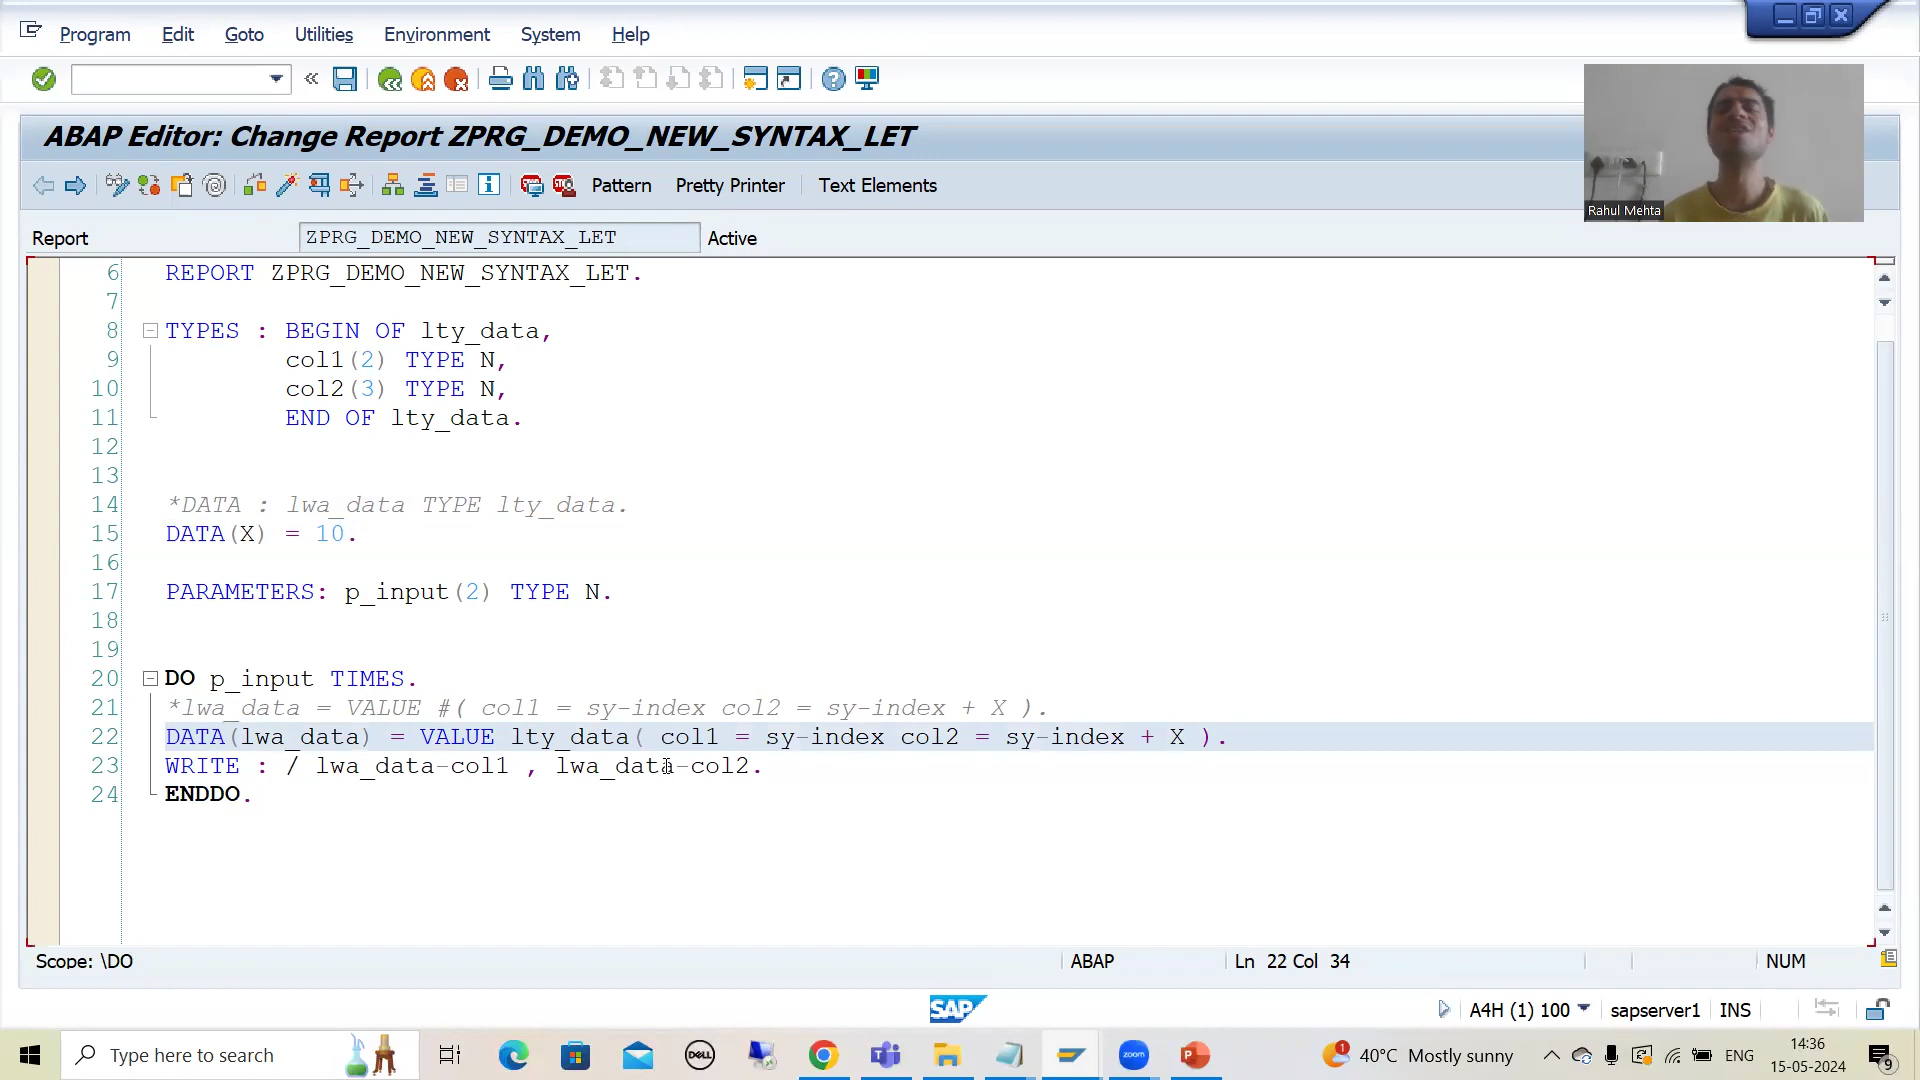 Program Edit Goto Utilities Environment System Help
ABAP Editor: Change Report ZPRG_DEMO_NEW_SYNTAX_LET
Pattern Pretty Printer Text Elements
Rahul Mehta
Report ZPRG_DEMO_NEW_SYNTAX_LET Active
6 REPORT ZPRG_DEMO_NEW_SYNTAX_LET.
7
8 TYPES : BEGIN OF lty_data,
9 col1(2) TYPE N,
10 col2(3) TYPE N,
11 END OF lty_data.
12
13
14 *DATA : lwa_data TYPE lty_data.
15 DATA(X) = 10.
16
17 PARAMETERS: p_input(2) TYPE N.
18
19
20 DO p_input TIMES.
21 *lwa_data = VALUE #( col1 = sy-index col2 = sy-index + X ).
22 DATA(lwa_data) = VALUE lty_data( col1 = sy-index col2 = sy-index + X ).
23 WRITE : / lwa_data-col1 , lwa_data-col2.
24 ENDDO.
Scope: \DO ABAP Ln 22 Col 34 NUM
SAP A4H (1) 100 sapserver1 INS
Type here to search DELL zoom P 1 40°C Mostly sunny ENG 14:36
15-05-2024 9